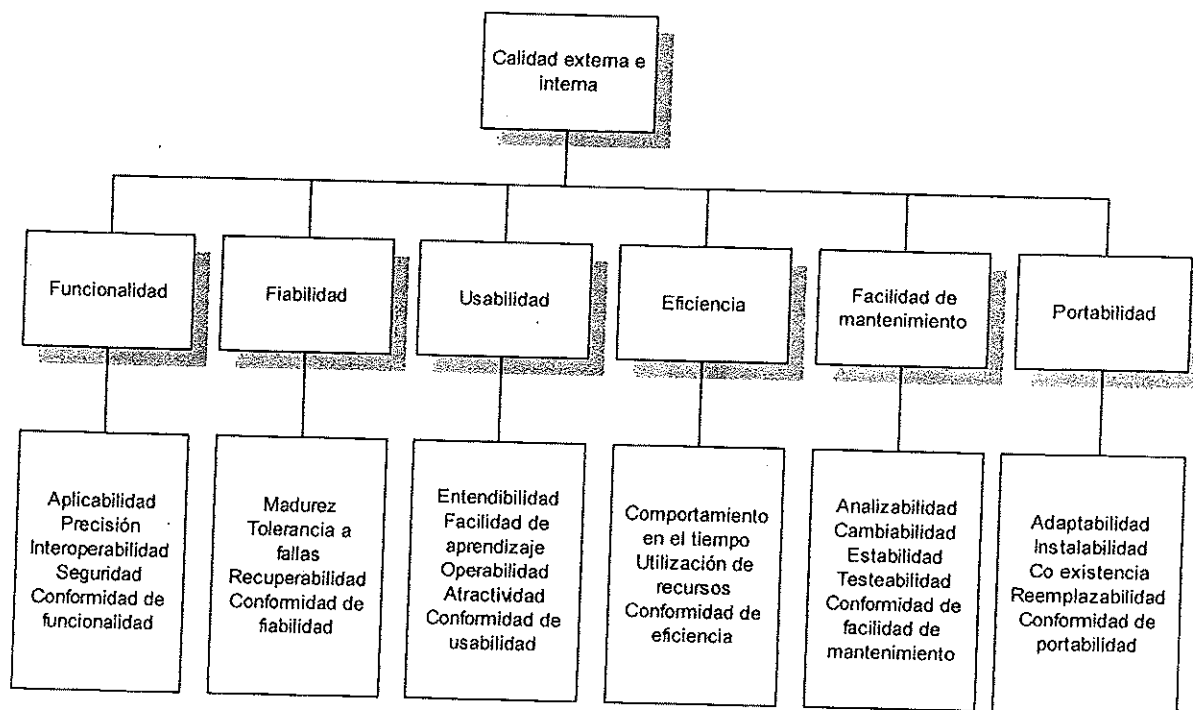 Calidad externa e
interna
Funcionalidad
Fiabilidad
Usabilidad
Eficiencia
Facilidad de
mantenimiento
Portabilidad
Aplicabilidad
Precisión
Interoperabilidad
Seguridad
Conformidad de
funcionalidad
Madurez
Tolerancia a
fallas
Recuperabilidad
Conformidad de
fiabilidad
Entendibilidad
Facilidad de
aprendizaje
Operabilidad
Atractividad
Conformidad de
usabilidad
Comportamiento
en el tiempo
Utilización de
recursos
Conformidad de
eficiencia
Analizabilidad
Cambiabilidad
Estabilidad
Testeabilidad
Conformidad de
facilidad de
mantenimiento
Adaptabilidad
Instalabilidad
Co existencia
Reemplazabilidad
Conformidad de
portabilidad